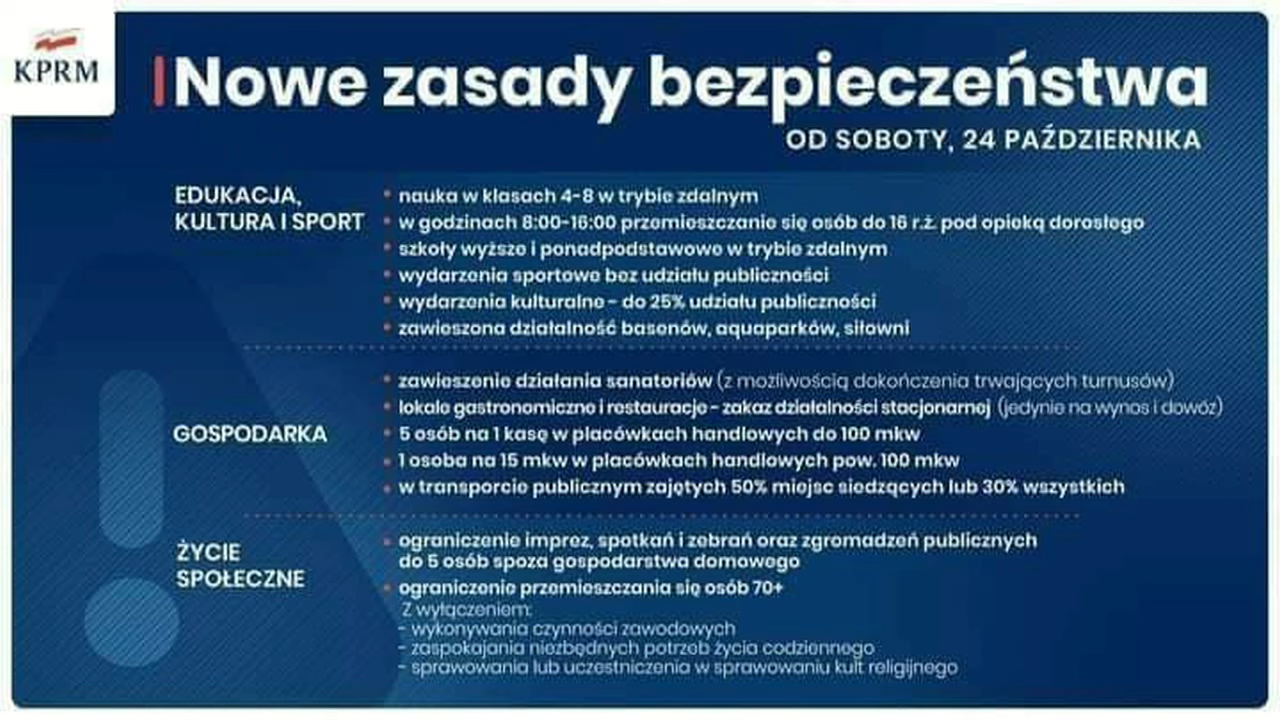 KPRM
Nowe zasady bezpieczeństwa
OD SOBOTY, 24 PAŹDZIERNIKA
EDUKACJA,
KULTURA I SPORT
• nauka w klasach 4-8 w trybie zdalnym
• w godzinach 8:00-16:00 przemieszczanie się osób do 16 r.ż. pod opieką dorosłego
• szkoły wyższe i ponadpodstawowe w trybie zdalnym
• wydarzenia sportowe bez udziału publiczności
• wydarzenia kulturalne - do 25% udziału publiczności
• zawieszona działalność basenów, aquaparków, siłowni
GOSPODARKA
• zawieszenie działania sanatoriów (z możliwością dokończenia trwających turnusów)
• lokale gastronomiczne i restauracje - zakaz działalności stacjonarnej (jedynie na wynos i dowóz)
• 5 osób na 1 kasę w placówkach handlowych do 100 mkw
• 1 osoba na 15 mkw w placówkach handlowych pow. 100 mkw
• w transporcie publicznym zajętych 50% miejsc siedzących lub 30% wszystkich
ŻYCIE
SPOŁECZNE
• ograniczenie imprez, spotkań i zebrań oraz zgromadzeń publicznych
do 5 osób spoza gospodarstwa domowego
• ograniczenie przemieszczania się osób 70+
Z wyłączeniem:
- wykonywania czynności zawodowych
- zaspokajania niezbędnych potrzeb życia codziennego
- sprawowania lub uczestniczenia w sprawowaniu kult religijnego